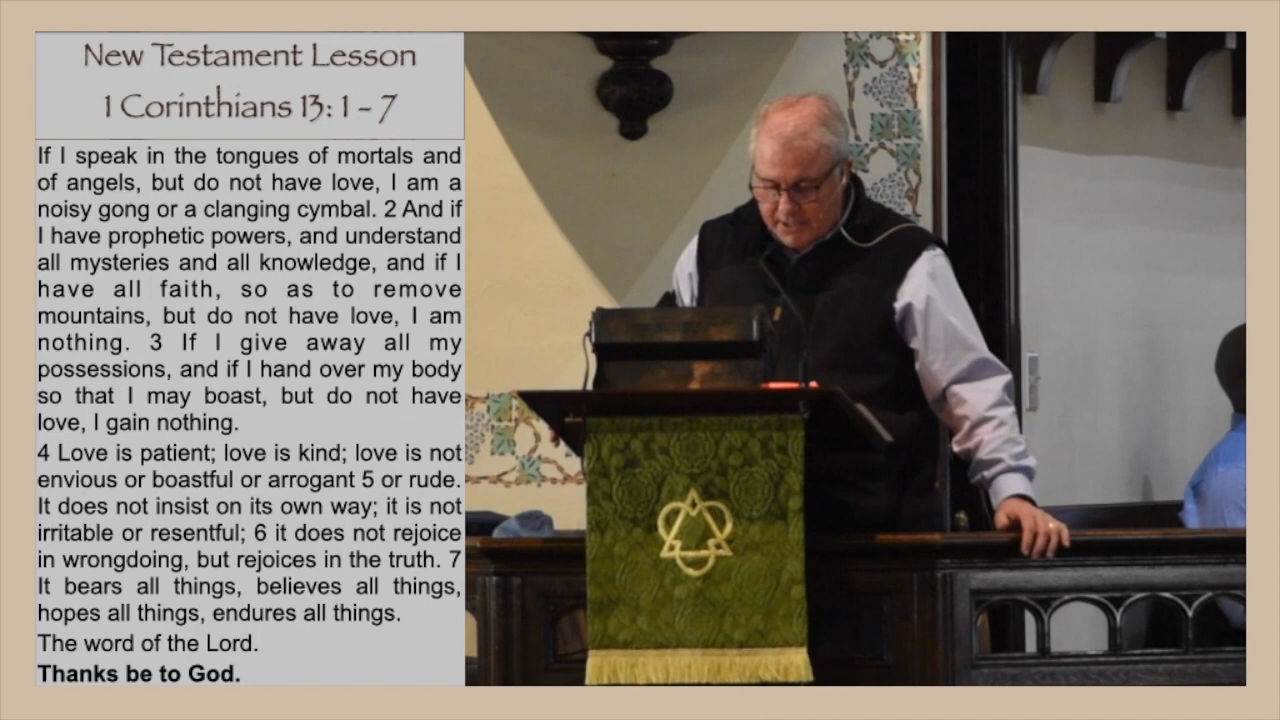 New Testament Lesson
1 Corinthians 13: 1 – 7
If I speak in the tongues of mortals and
of angels, but do not have love, I am a
noisy gong or a clanging cymbal. 2 And if
I have prophetic powers, and understand
all mysteries and all knowledge, and if I
have all faith, so as to remove
mountains, but do not have love, I am
nothing. 3 If I give away all my
possessions, and if I hand over my body
so that I may boast, but do not have
love, I gain nothing.
4 Love is patient; love is kind; love is not
envious or boastful or arrogant 5 or rude.
It does not insist on its own way; it is not
irritable or resentful; 6 it does not rejoice
in wrongdoing, but rejoices in the truth. 7
It bears all things, believes all things,
hopes all things, endures all things.
The word of the Lord.
Thanks be to God.